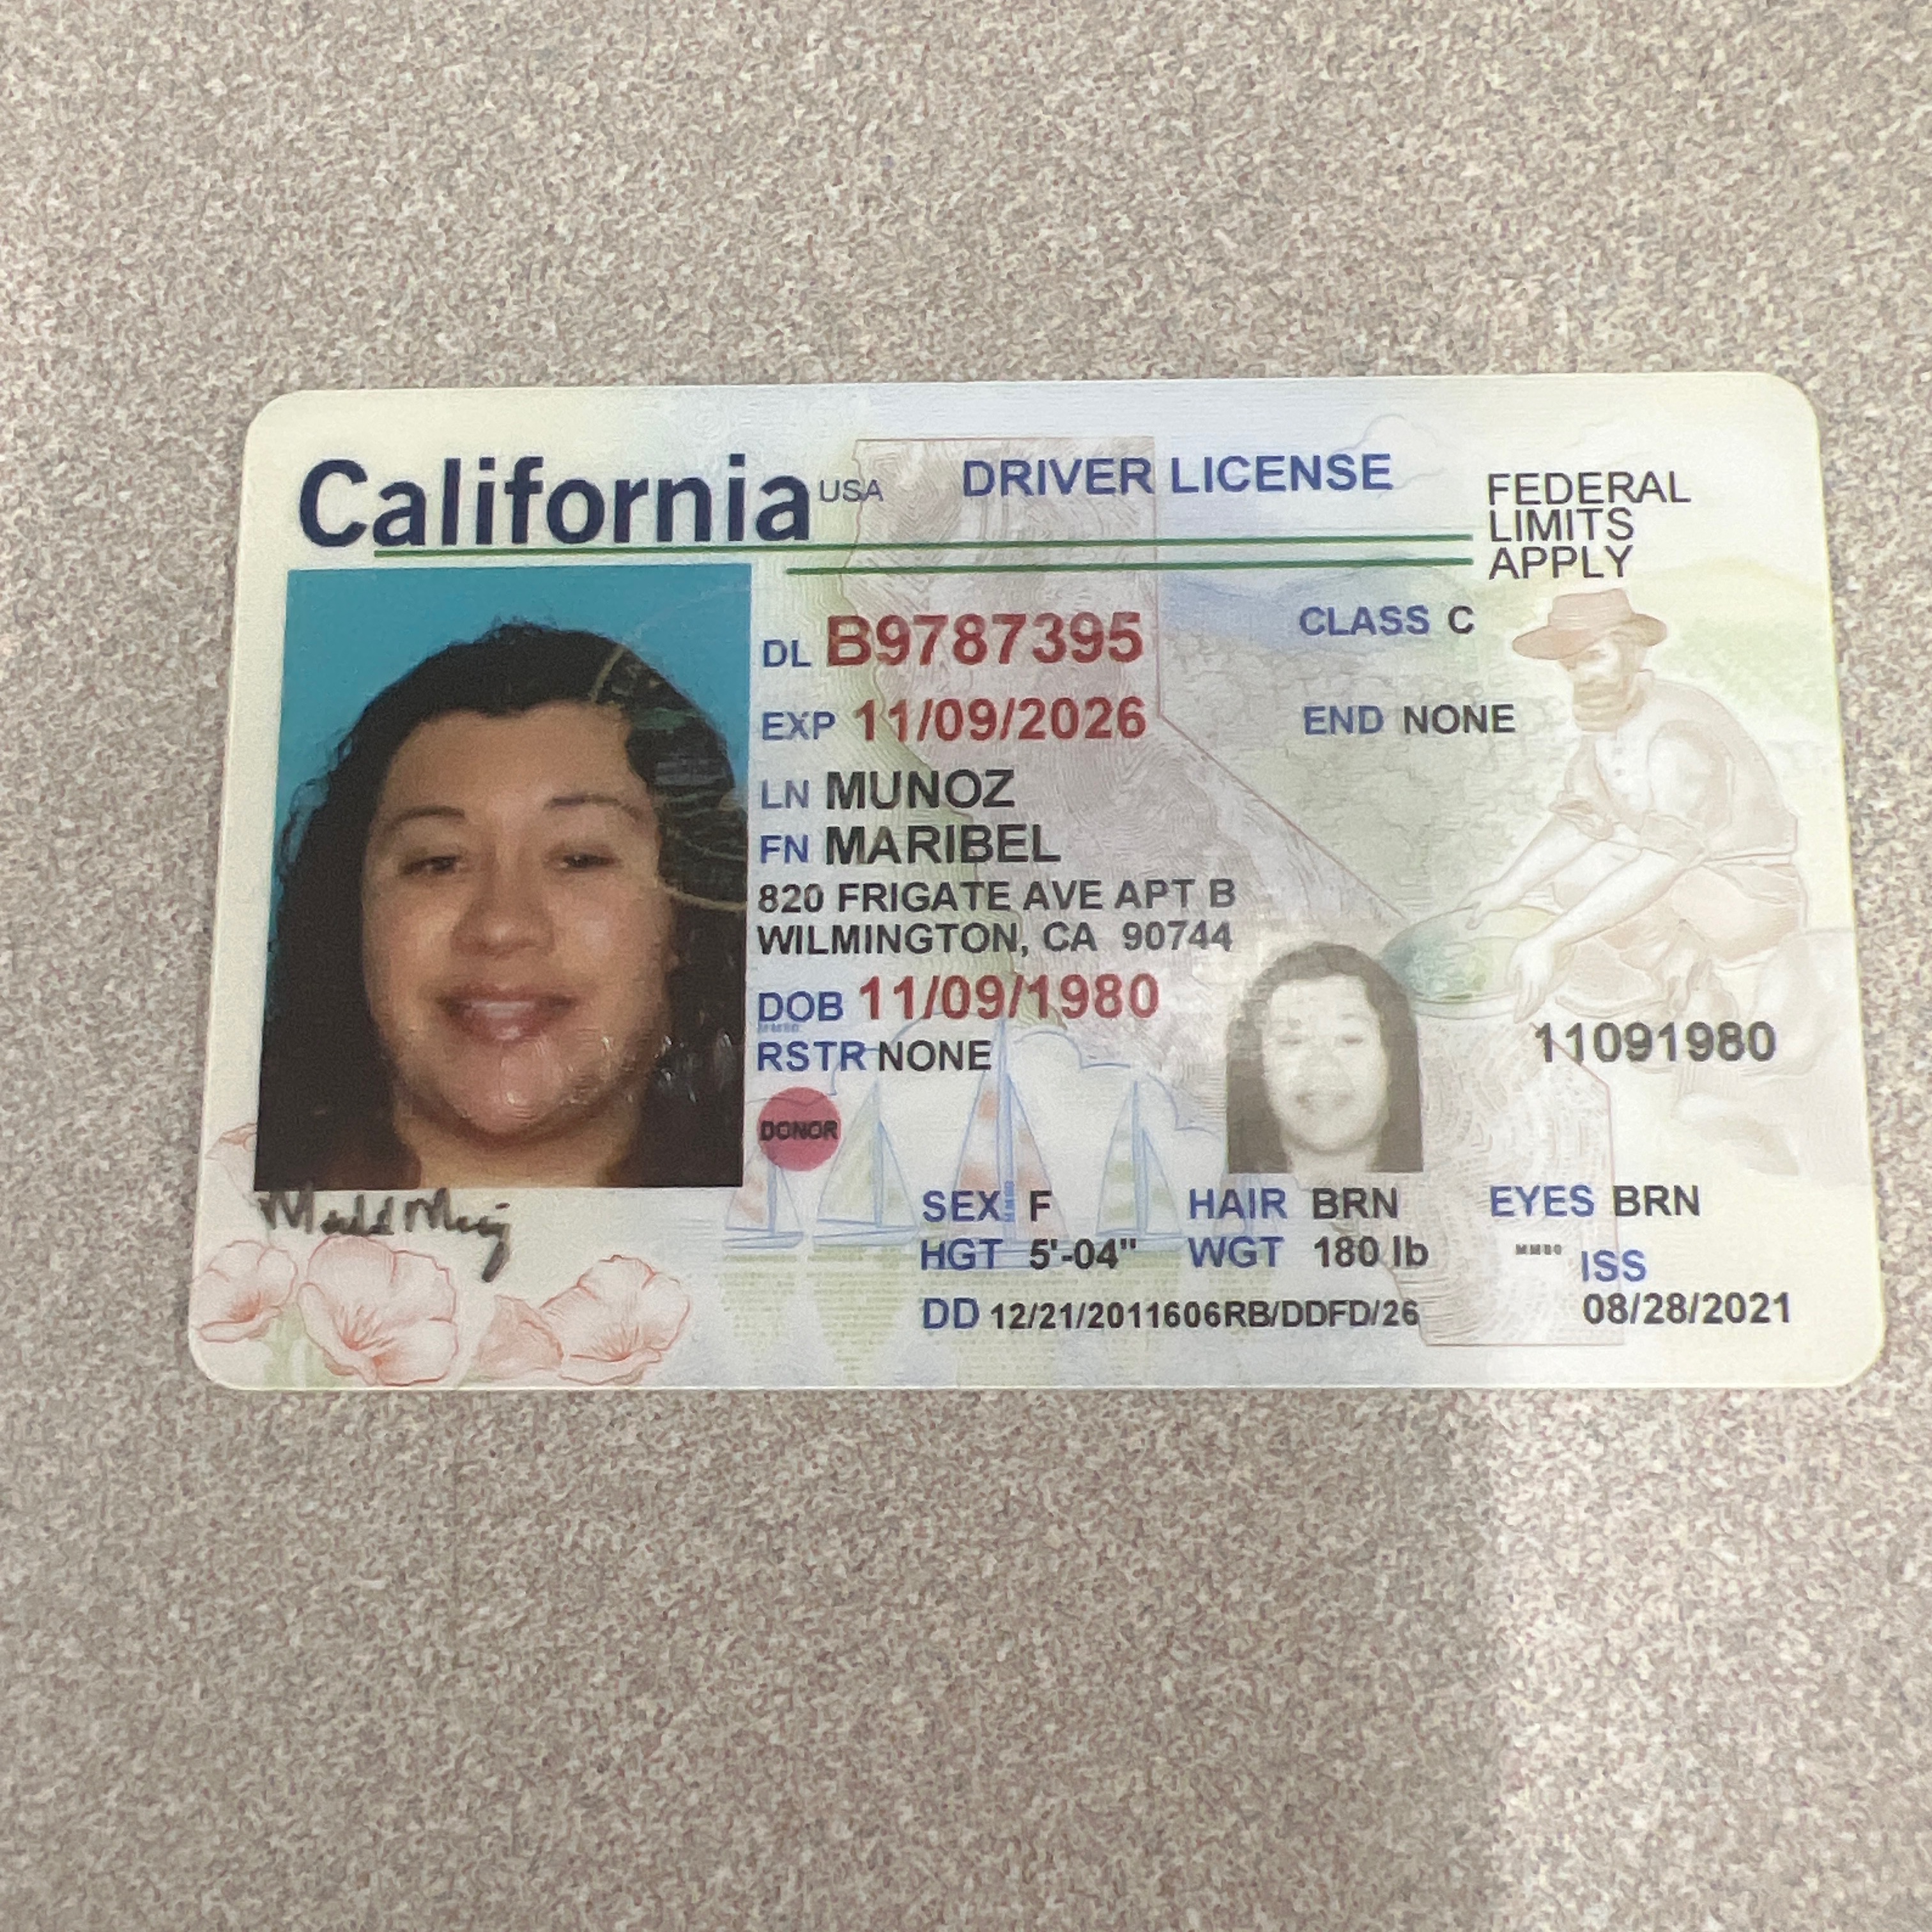 California USA DRIVER LICENSE
FEDERAL
LIMITS
APPLY
DL B9787395
CLASS C
EXP 11/09/2026
END NONE
LN MUNOZ
FN MARIBEL
820 FRIGATE AVE APT B
WILMINGTON, CA 90744
DOB 11/09/1980
RSTR NONE
11091980
DONOR
SEX F HAIR BRN EYES BRN
HGT 5'-04" WGT 180 lb
ISS
DD 12/21/2011606RB/DDFD/26
08/28/2021